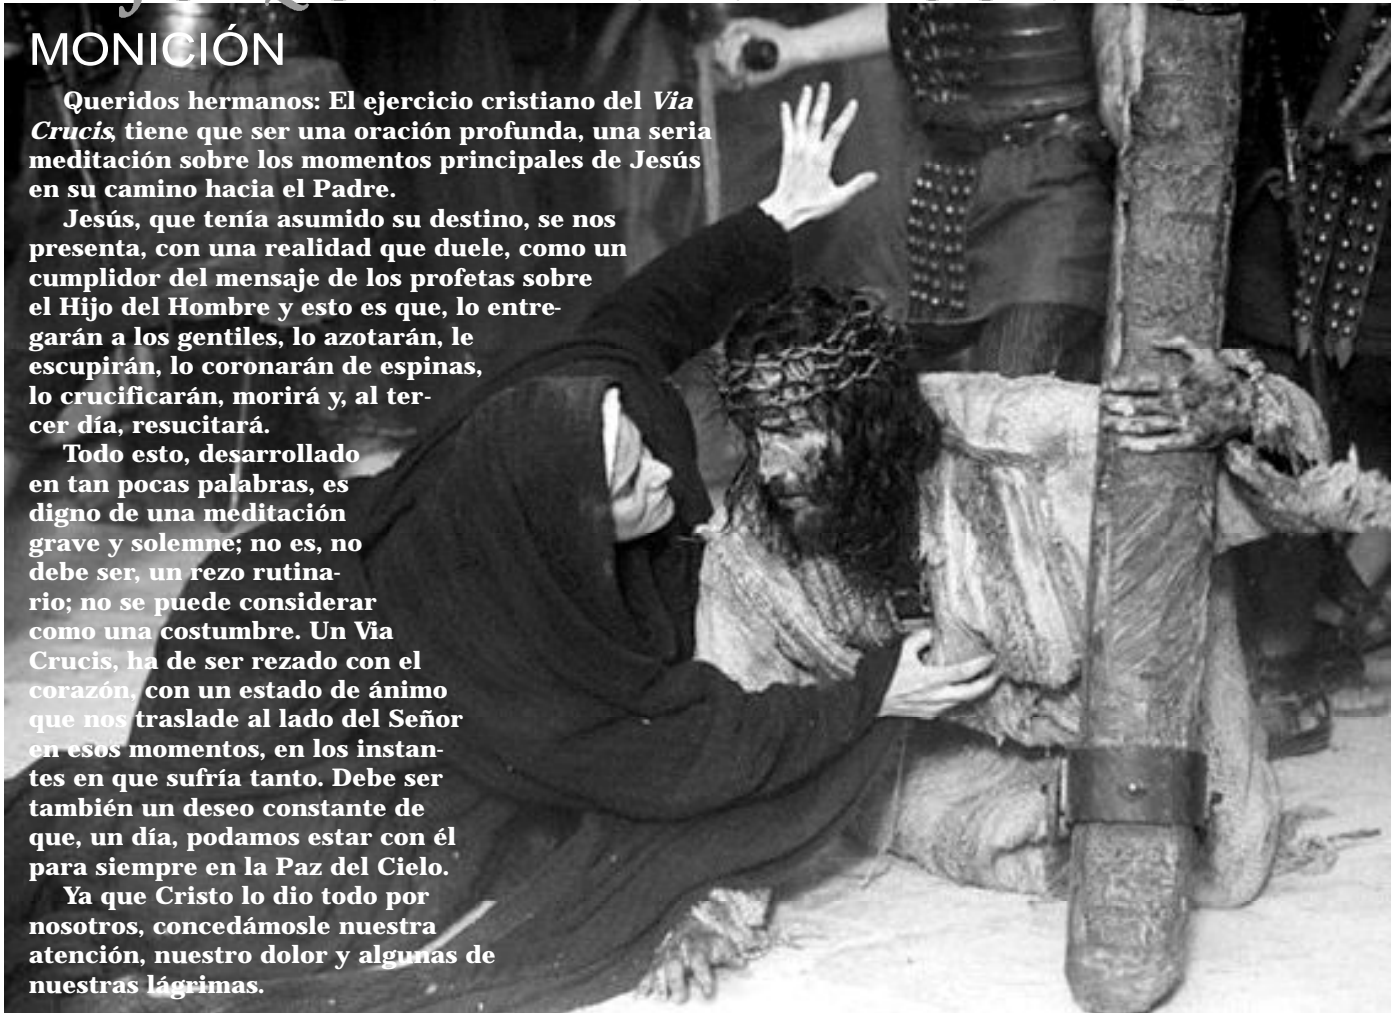 MONICIÓN
Queridos hermanos: El ejercicio cristiano del Via
Crucis, tiene que ser una oración profunda, una seria
meditación sobre los momentos principales de Jesús
en su camino hacia el Padre.
Jesús, que tenía asumido su destino, se nos
presenta, con una realidad que duele, como un
cumplidor del mensaje de los profetas sobre
el Hijo del Hombre y esto es que, lo entre-
garán a los gentiles, lo azotarán, le
escupirán, lo coronarán de espinas,
lo crucificarán, morirá y, al ter-
cer día, resucitará.
Todo esto, desarrollado
en tan pocas palabras, es
digno de una meditación
grave y solemne; no es, no
debe ser, un rezo rutina-
rio; no se puede considerar
como una costumbre. Un Via
Crucis, ha de ser rezado con el
corazón, con un estado de ánimo
que nos traslade al lado del Señor
en esos momentos, en los instan-
tes en que sufría tanto. Debe ser
también un deseo constante de
que, un día, podamos estar con él
para siempre en la Paz del Cielo.
Ya que Cristo lo dio todo por
nosotros, concedámosle nuestra
atención, nuestro dolor y algunas de
nuestras lágrimas.